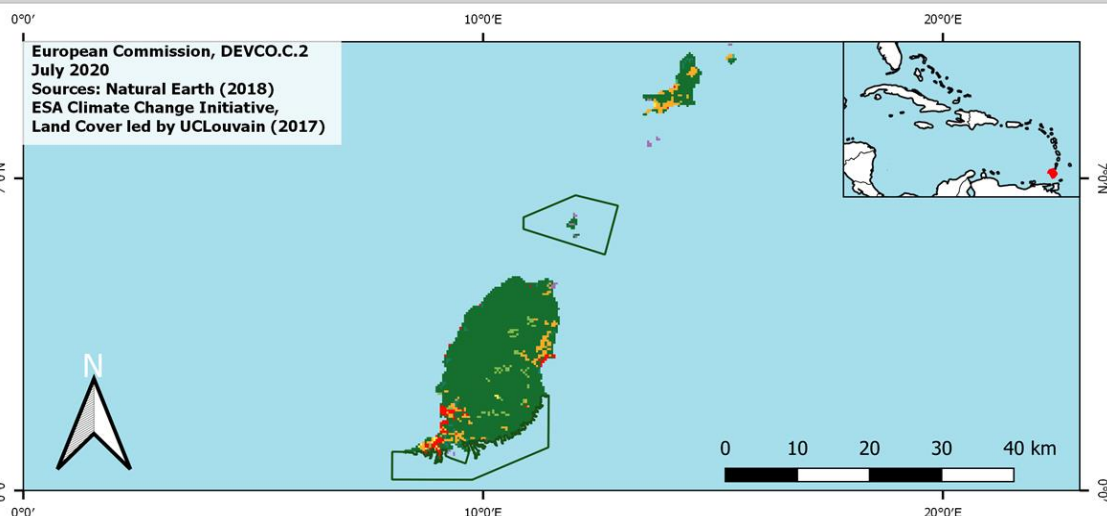 0°0' 10°0'E 20°0'E
European Commission, DEVCO.C.2
July 2020
Sources: Natural Earth (2018)
ESA Climate Change Initiative,
Land Cover led by UCLouvain (2017)
N
0 10 20 30 40 km
0°0' 10°0'E 20°0'E